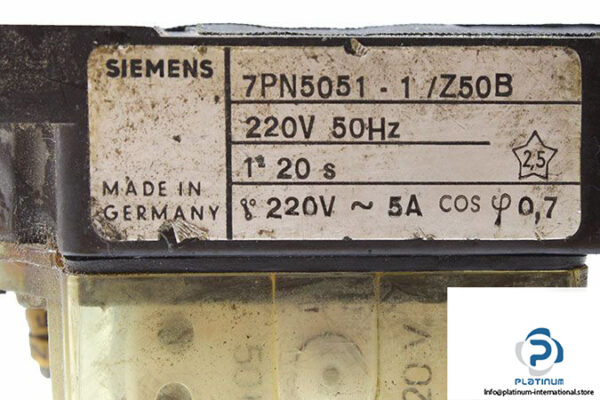 SIEMENS
7PN5051 - 1 /Z50B
220V 50Hz
20 s
2,5
MADE IN
GERMANY
220V ~ 5A COS φ 0,7
20 V
PLATINUM
Info@platinum-international.store